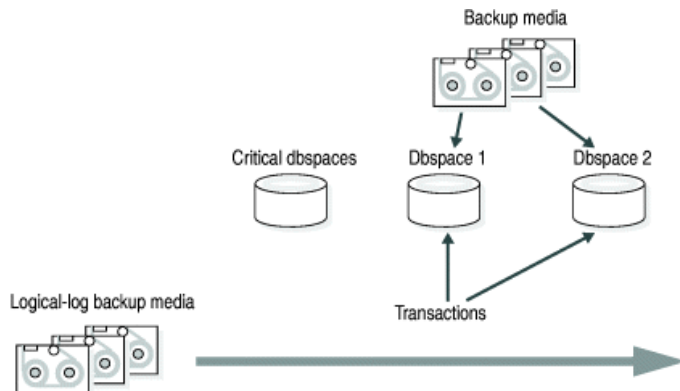 Backup media
Critical dbspaces
Dbspace 1
Dbspace 2
Transactions
Logical-log backup media